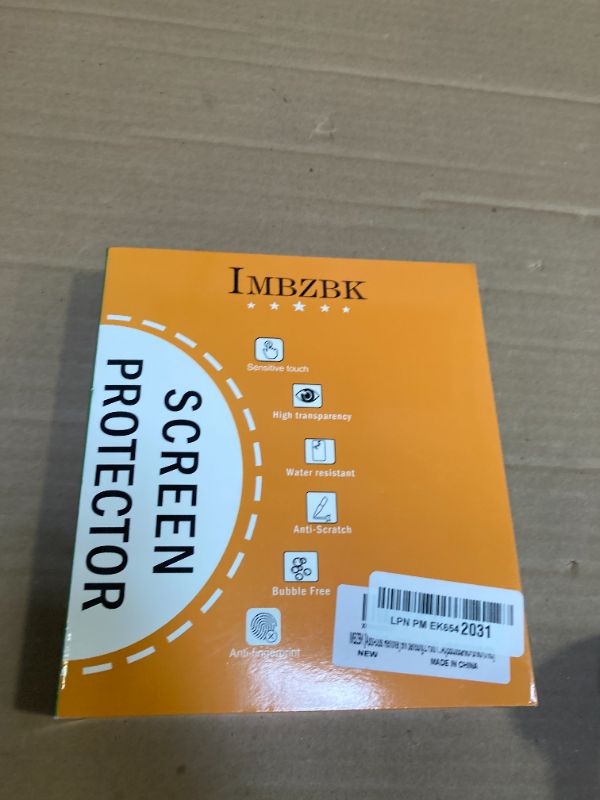 IMBZBK
SCREEN
PROTECTOR
Sensitive touch
High transparency
Water resistant
Anti-Scratch
Bubble Free
Anti-fingerprint
LPN PM EK654 2031
NEW
MADE IN CHINA